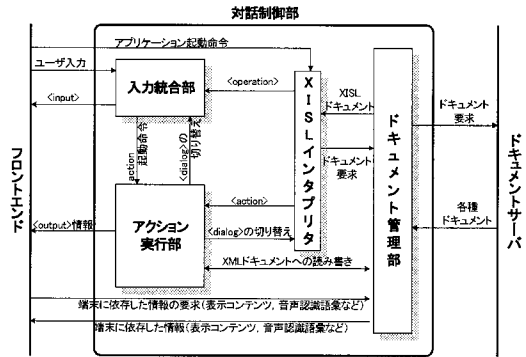 対話制御部
アプリケーション起動命令
ユーザ入力
入力統合部
<operation>
XISLインタプリタ
XISL
ドキュメント
ドキュメント
要求
<input>
action
起動命令
<dialog>の
切り替え
ドキュメント
要求
ドキュメント管理部
フロントエンド
ドキュメントサーバ
<action>
各種
ドキュメント
アクション
実行部
<output>情報
<dialog>の切り替え
XMLドキュメントへの読み書き
端末に依存した情報の要求(表示コンテンツ, 音声認識語彙など)
端末に依存した情報(表示コンテンツ, 音声認識語彙など)